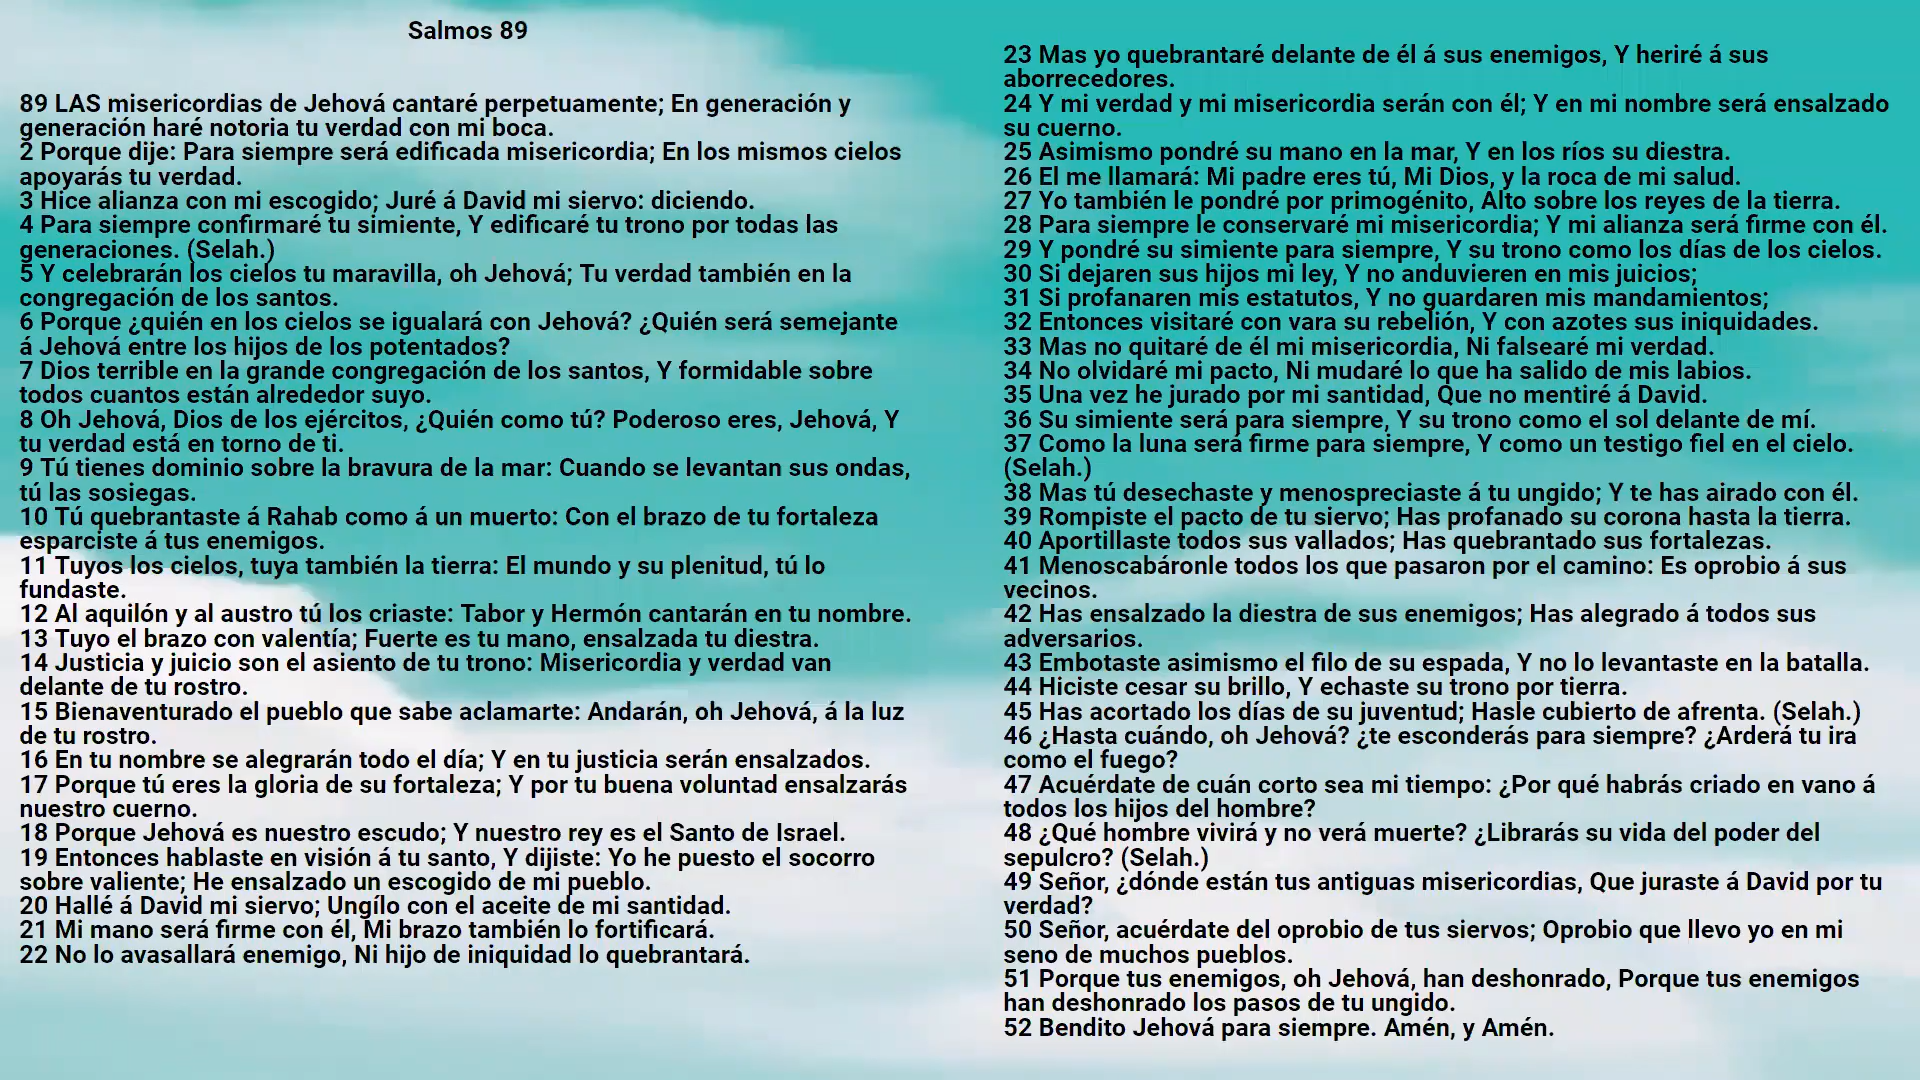 Salmos 89
89 LAS misericordias de Jehová cantaré perpetuamente; En generación y
generación haré notoria tu verdad con mi boca.
2 Porque dije: Para siempre será edificada misericordia; En los mismos cielos
apoyarás tu verdad.
3 Hice alianza con mi escogido; Juré á David mi siervo: diciendo.
4 Para siempre confirmaré tu simiente, Y edificaré tu trono por todas las
generaciones. (Selah.)
5 Y celebrarán los cielos tu maravilla, oh Jehová; Tu verdad también en la
congregación de los santos.
6 Porque ¿quién en los cielos se igualará con Jehová? ¿Quién será semejante
á Jehová entre los hijos de los potentados?
7 Dios terrible en la grande congregación de los santos, Y formidable sobre
todos cuantos están alrededor suyo.
8 Oh Jehová, Dios de los ejércitos, ¿Quién como tú? Poderoso eres, Jehová, Y
tu verdad está en torno de ti.
9 Tú tienes dominio sobre la bravura de la mar: Cuando se levantan sus ondas,
tú las sosiegas.
10 Tú quebrantaste á Rahab como á un muerto: Con el brazo de tu fortaleza
esparciste á tus enemigos.
11 Tuyos los cielos, tuya también la tierra: El mundo y su plenitud, tú lo
fundaste.
12 Al aquilón y al austro tú los criaste: Tabor y Hermón cantarán en tu nombre.
13 Tuyo el brazo con valentía; Fuerte es tu mano, ensalzada tu diestra.
14 Justicia y juicio son el asiento de tu trono: Misericordia y verdad van
delante de tu rostro.
15 Bienaventurado el pueblo que sabe aclamarte: Andarán, oh Jehová, á la luz
de tu rostro.
16 En tu nombre se alegrarán todo el día; Y en tu justicia serán ensalzados.
17 Porque tú eres la gloria de su fortaleza; Y por tu buena voluntad ensalzarás
nuestro cuerno.
18 Porque Jehová es nuestro escudo; Y nuestro rey es el Santo de Israel.
19 Entonces hablaste en visión á tu santo, Y dijiste: Yo he puesto el socorro
sobre valiente; He ensalzado un escogido de mi pueblo.
20 Hallé á David mi siervo; Ungílo con el aceite de mi santidad.
21 Mi mano será firme con él, Mi brazo también lo fortificará.
22 No lo avasallará enemigo, Ni hijo de iniquidad lo quebrantará.
23 Mas yo quebrantaré delante de él á sus enemigos, Y heriré á sus
aborrecedores.
24 Y mi verdad y mi misericordia serán con él; Y en mi nombre será ensalzado
su cuerno.
25 Asimismo pondré su mano en la mar, Y en los ríos su diestra.
26 El me llamará: Mi padre eres tú, Mi Dios, y la roca de mi salud.
27 Yo también le pondré por primogénito, Alto sobre los reyes de la tierra.
28 Para siempre le conservaré mi misericordia; Y mi alianza será firme con él.
29 Y pondré su simiente para siempre, Y su trono como los días de los cielos.
30 Si dejaren sus hijos mi ley, Y no anduvieren en mis juicios;
31 Si profanaren mis estatutos, Y no guardaren mis mandamientos;
32 Entonces visitaré con vara su rebelión, Y con azotes sus iniquidades.
33 Mas no quitaré de él mi misericordia, Ni falsearé mi verdad.
34 No olvidaré mi pacto, Ni mudaré lo que ha salido de mis labios.
35 Una vez he jurado por mi santidad, Que no mentiré á David.
36 Su simiente será para siempre, Y su trono como el sol delante de mí.
37 Como la luna será firme para siempre, Y como un testigo fiel en el cielo.
(Selah.)
38 Mas tú desechaste y menospreciaste á tu ungido; Y te has airado con él.
39 Rompiste el pacto de tu siervo; Has profanado su corona hasta la tierra.
40 Aportillaste todos sus vallados; Has quebrantado sus fortalezas.
41 Menoscabáronle todos los que pasaron por el camino: Es oprobio á sus
vecinos.
42 Has ensalzado la diestra de sus enemigos; Has alegrado á todos sus
adversarios.
43 Embotaste asimismo el filo de su espada, Y no lo levantaste en la batalla.
44 Hiciste cesar su brillo, Y echaste su trono por tierra.
45 Has acortado los días de su juventud; Hasle cubierto de afrenta. (Selah.)
46 ¿Hasta cuándo, oh Jehová? ¿te esconderás para siempre? ¿Arderá tu ira
como el fuego?
47 Acuérdate de cuán corto sea mi tiempo: ¿Por qué habrás criado en vano á
todos los hijos del hombre?
48 ¿Qué hombre vivirá y no verá muerte? ¿Librarás su vida del poder del
sepulcro? (Selah.)
49 Señor, ¿dónde están tus antiguas misericordias, Que juraste á David por tu
verdad?
50 Señor, acuérdate del oprobio de tus siervos; Oprobio que llevo yo en mi
seno de muchos pueblos.
51 Porque tus enemigos, oh Jehová, han deshonrado, Porque tus enemigos
han deshonrado los pasos de tu ungido.
52 Bendito Jehová para siempre. Amén, y Amén.